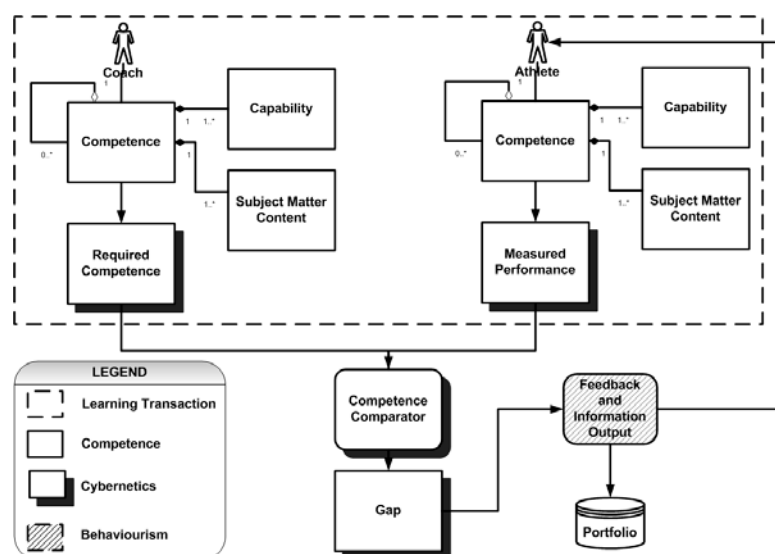 Coach
Athlete
1
1
Capability
Capability
1
1..*
1
1..*
Competence
Competence
0..*
1
0..*
1
Subject Matter
Content
Subject Matter
Content
1..*
1..*
Required
Competence
Measured
Performance
LEGEND
Learning Transaction
Competence
Cybernetics
Behaviourism
Competence
Comparator
Feedback
and
Information
Output
Gap
Portfolio